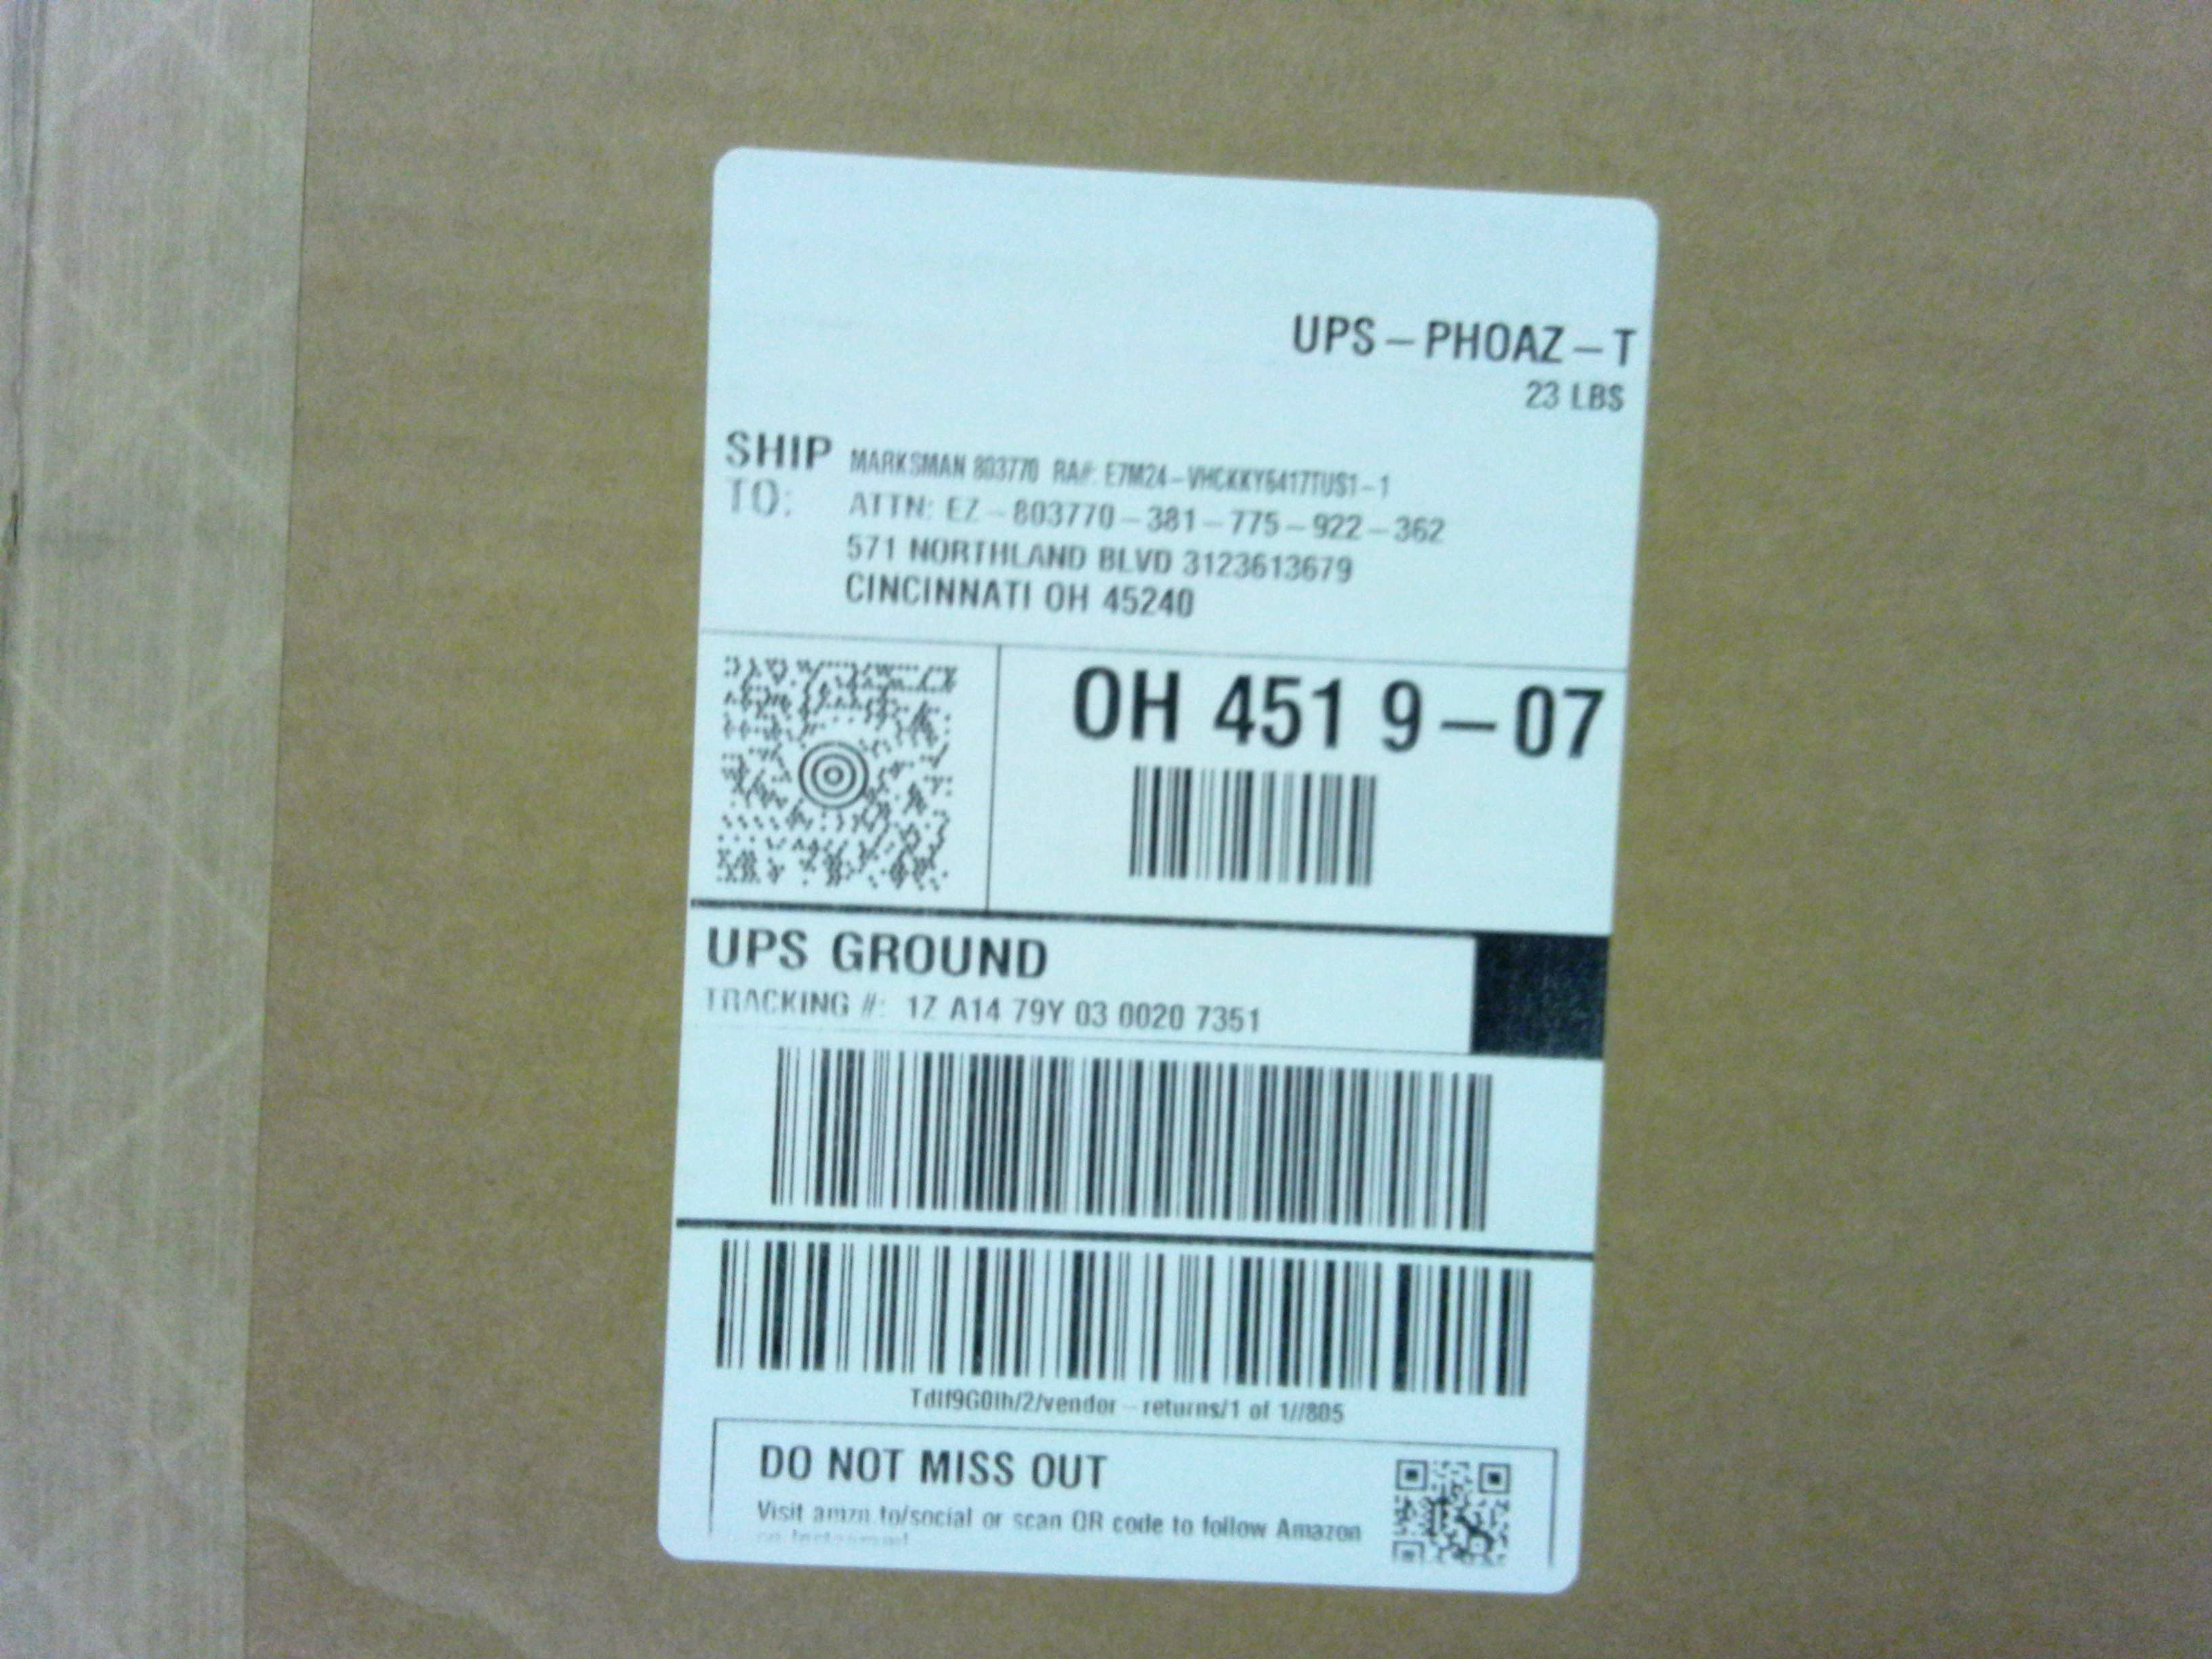 UPS – PHOAZ – T
23 LBS
SHIP TO:
MARKSMAN 803770 RA#: E7M24–VHCKKY5417TUS1–1
ATTN: EZ – 803770 – 381 – 775 – 922 – 362
571 NORTHLAND BLVD 3123613679
CINCINNATI OH 45240
OH 451 9 – 07
UPS GROUND
TRACKING #: 1Z A14 79Y 03 0020 7351
/2/vendor – returns/1 of 1//805
DO NOT MISS OUT
Visit amzn.to/social or scan QR code to follow Amazon